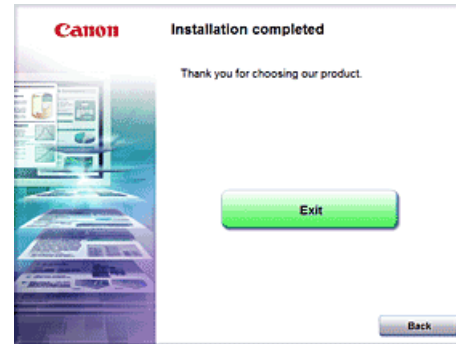 Canon
Installation completed
Thank you for choosing our product.
Exit
Back